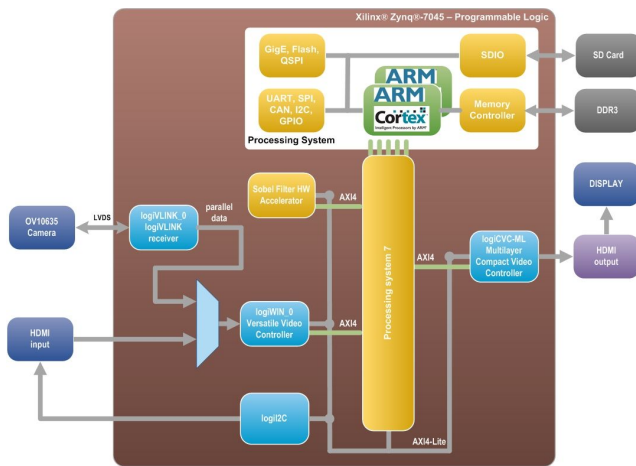 Xilinx® Zynq®-7045 – Programmable Logic
GigE, Flash,
QSPI
SDIO
SD Card
UART, SPI,
CAN, I2C,
GPIO
ARM
ARM
Cortex
Intelligent Processors by ARM®
Memory
Controller
DDR3
Processing System
Sobel Filter HW
Accelerator
AXI4
DISPLAY
OV10635
Camera
LVDS
logiVLINK_0
logiVLINK
receiver
parallel
data
Processing system 7
AXI4
logiCVC-ML
Multilayer
Compact Video
Controller
HDMI
output
HDMI
input
logiWIN_0
Versatile Video
Controller
AXI4
logiI2C
AXI4-Lite